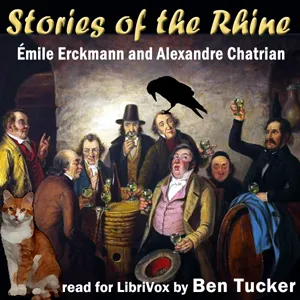 Stories of the Rhine
Émile Erckmann and Alexandre Chatrian
read for LibriVox by Ben Tucker